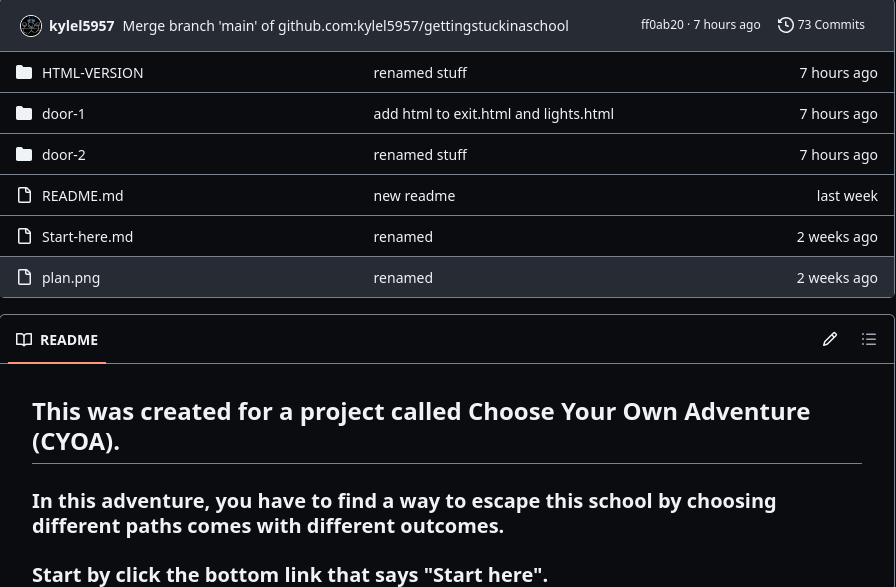 kylel5957 Merge branch 'main' of github.com:kylel5957/gettingstuckinaschool ff0ab20 · 7 hours ago 73 Commits
HTML-VERSION renamed stuff 7 hours ago
door-1 add html to exit.html and lights.html 7 hours ago
door-2 renamed stuff 7 hours ago
README.md new readme last week
Start-here.md renamed 2 weeks ago
plan.png renamed 2 weeks ago
README
This was created for a project called Choose Your Own Adventure
(CYOA).
In this adventure, you have to find a way to escape this school by choosing
different paths comes with different outcomes.
Start by click the bottom link that says "Start here".